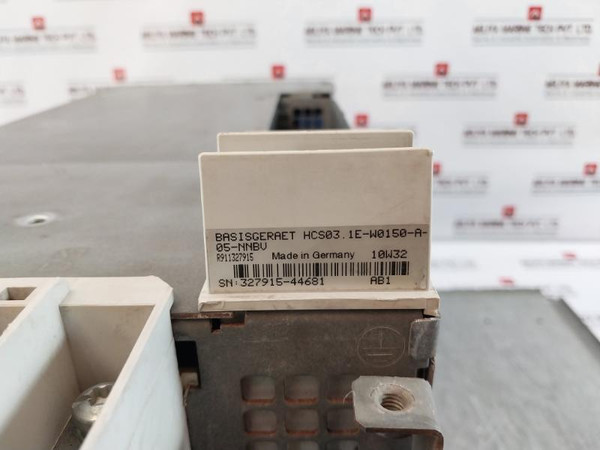 BASISGERAET HCS03.1E-W0150-A-
05-NNBV
R911327915 Made in Germany 10W32
SN:327915-44681 AB1